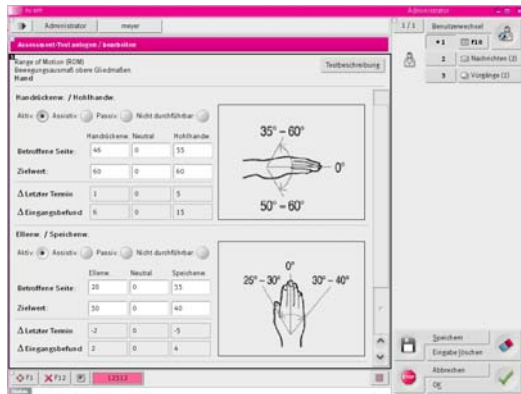 Administrator
Administrator meyer
1/1 Benutzerwechsel
Assessment-Test anlegen / bearbeiten
1 F10
2 Nachrichten (2)
3 Vorgänge (2)
Range of Motion (ROM)
Bewegungsausmaß obere Gliedmaßen
Hand
Testbeschreibung
Handrückenw. / Hohlhandw.
Aktiv Assistiv Passiv Nicht durchführbar
Handrückenw. Neutral Hohlhandw.
Betroffene Seite: 46 0 55
Zielwert: 60 0 60
Δ Letzter Termin 1 0 5
Δ Eingangsbefund 6 0 15
35° – 60°
0°
50° – 60°
Ellenw. / Speichenw.
Aktiv Assistiv Passiv Nicht durchführbar
Ellenw. Neutral Speichenw.
Betroffene Seite: 0
Zielwert: 0 40
Δ Letzter Termin -2 0 -5
Δ Eingangsbefund 2 0 4
0°
25° – 30° 30° – 40°
Speichern
Eingabe löschen
Abbrechen
OK
STOP
F1 F12 12512